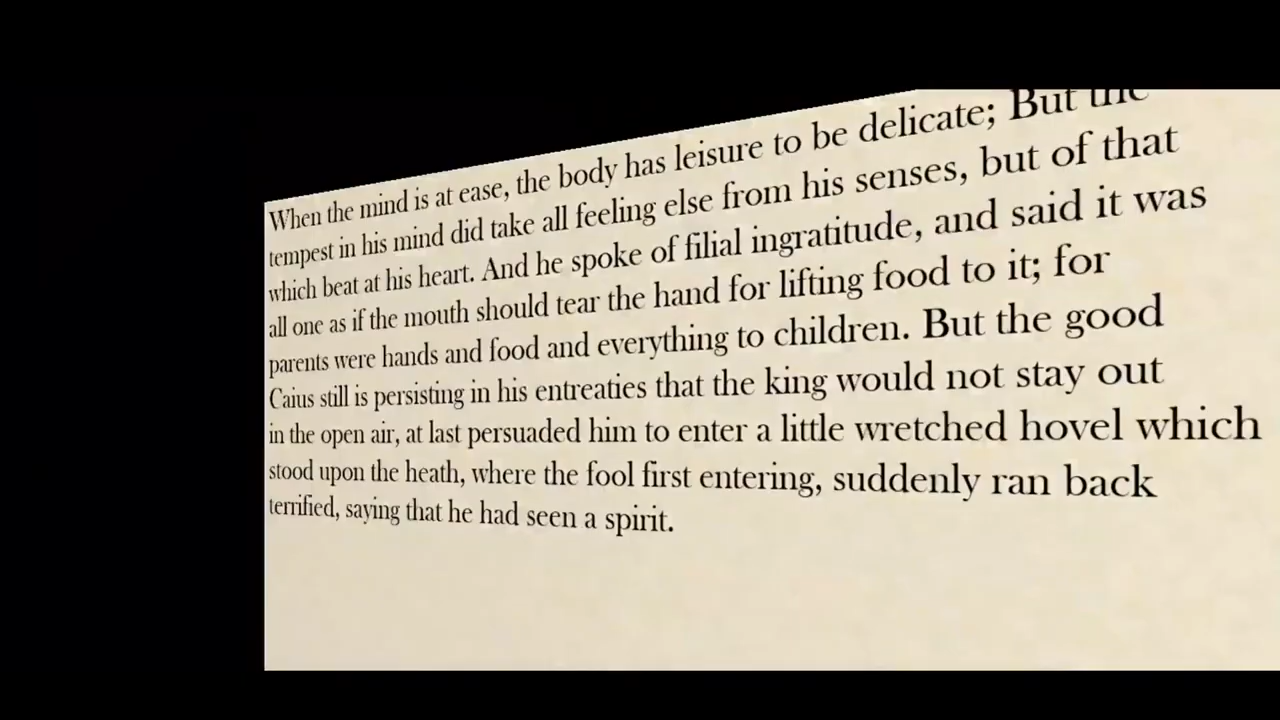 When the mind is at ease, the body has leisure to be delicate; But the
tempest in his mind did take all feeling else from his senses, but of that
which beat at his heart. And he spoke of filial ingratitude, and said it was
all one as if the mouth should tear the hand for lifting food to it; for
parents were hands and food and everything to children. But the good
Caius still is persisting in his entreaties that the king would not stay out
in the open air, at last persuaded him to enter a little wretched hovel which
stood upon the heath, where the fool first entering, suddenly ran back
terrified, saying that he had seen a spirit.